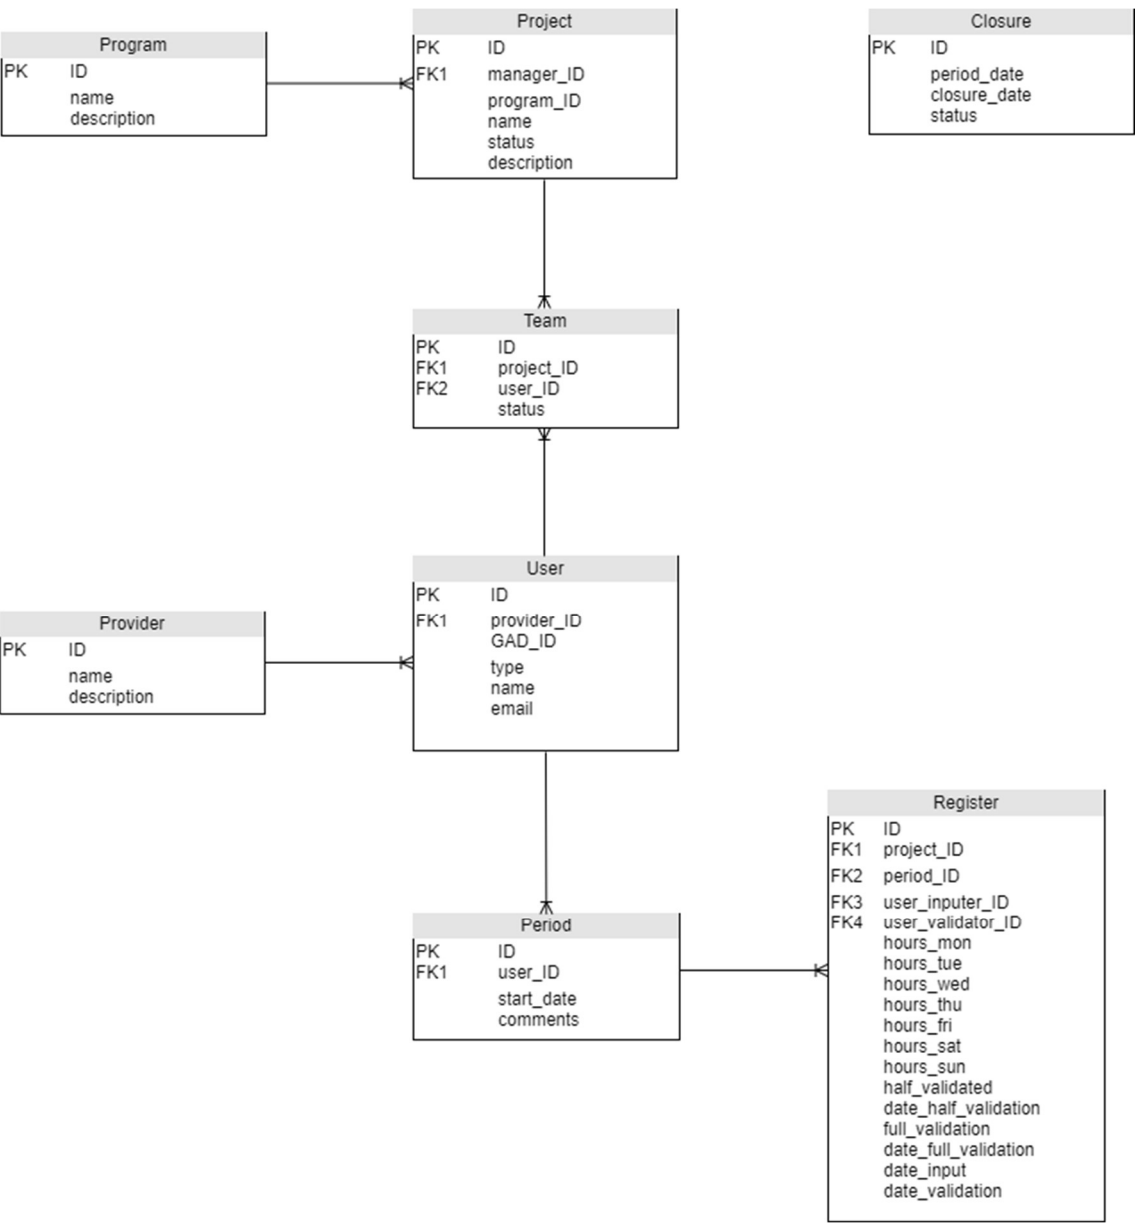 Program
PK ID
name
description
Project
PK ID
FK1 manager_ID
program_ID
name
status
description
Closure
PK ID
period_date
closure_date
status
Team
PK ID
FK1 project_ID
FK2 user_ID
status
User
PK ID
FK1 provider_ID
GAD_ID
type
name
email
Provider
PK ID
name
description
Period
PK ID
FK1 user_ID
start_date
comments
Register
PK ID
FK1 project_ID
FK2 period_ID
FK3 user_inputer_ID
FK4 user_validator_ID
hours_mon
hours_tue
hours_wed
hours_thu
hours_fri
hours_sat
hours_sun
half_validated
date_half_validation
full_validation
date_full_validation
date_input
date_validation